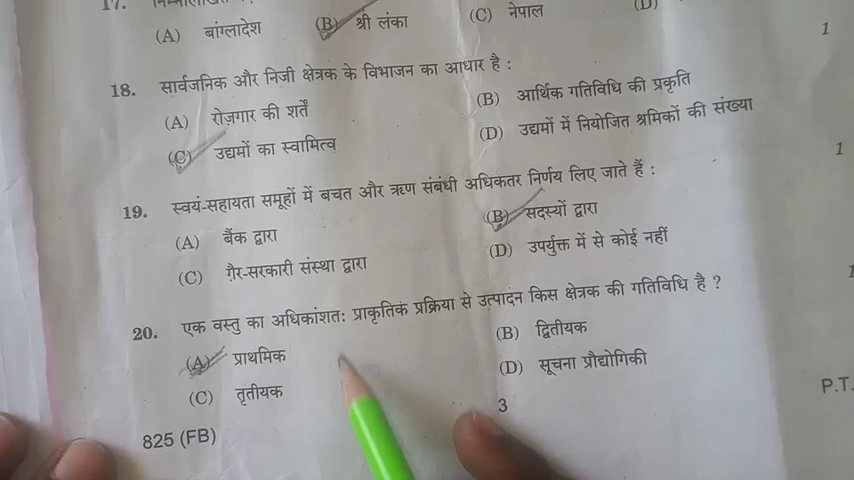 17.
(A) बांग्लादेश (B) श्री लंका (C) नेपाल (D)
1
18. सार्वजनिक और निजी क्षेत्रक के विभाजन का आधार है :
(A) रोज़गार की शर्तें (B) आर्थिक गतिविधि की प्रकृति
(C) उद्यमों का स्वामित्व (D) उद्यमों में नियोजित श्रमिकों की संख्या
1
19. स्वयं-सहायता समूहों में बचत और ऋण संबंधी अधिकतर निर्णय लिए जाते हैं :
(A) बैंक द्वारा (B) सदस्यों द्वारा
(C) ग़ैर-सरकारी संस्था द्वारा (D) उपर्युक्त में से कोई नहीं
1
20. एक वस्तु का अधिकांशतः प्राकृतिक प्रक्रिया से उत्पादन किस क्षेत्रक की गतिविधि है ?
(A) प्राथमिक (B) द्वितीयक
(C) तृतीयक (D) सूचना प्रौद्योगिकी
825 (FB) 3 P.T.